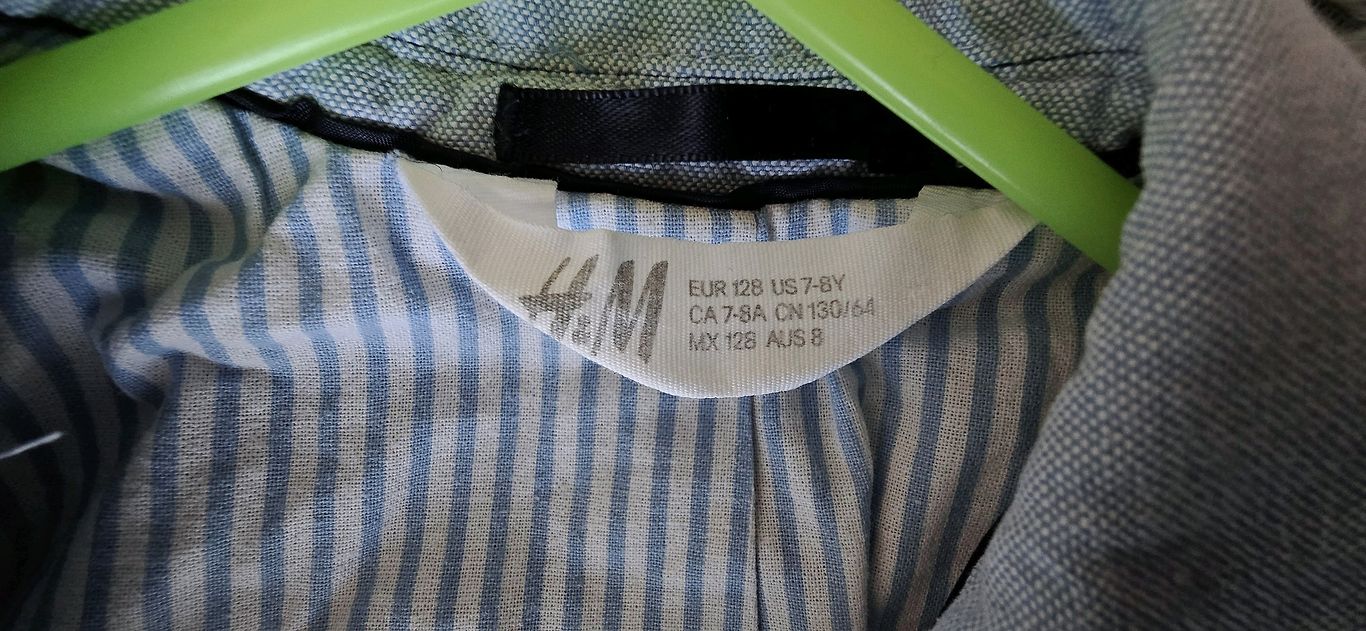 H&M
EUR 128 US 7-8Y
CA 7-8A CN 130/64
MX 128 AUS 8